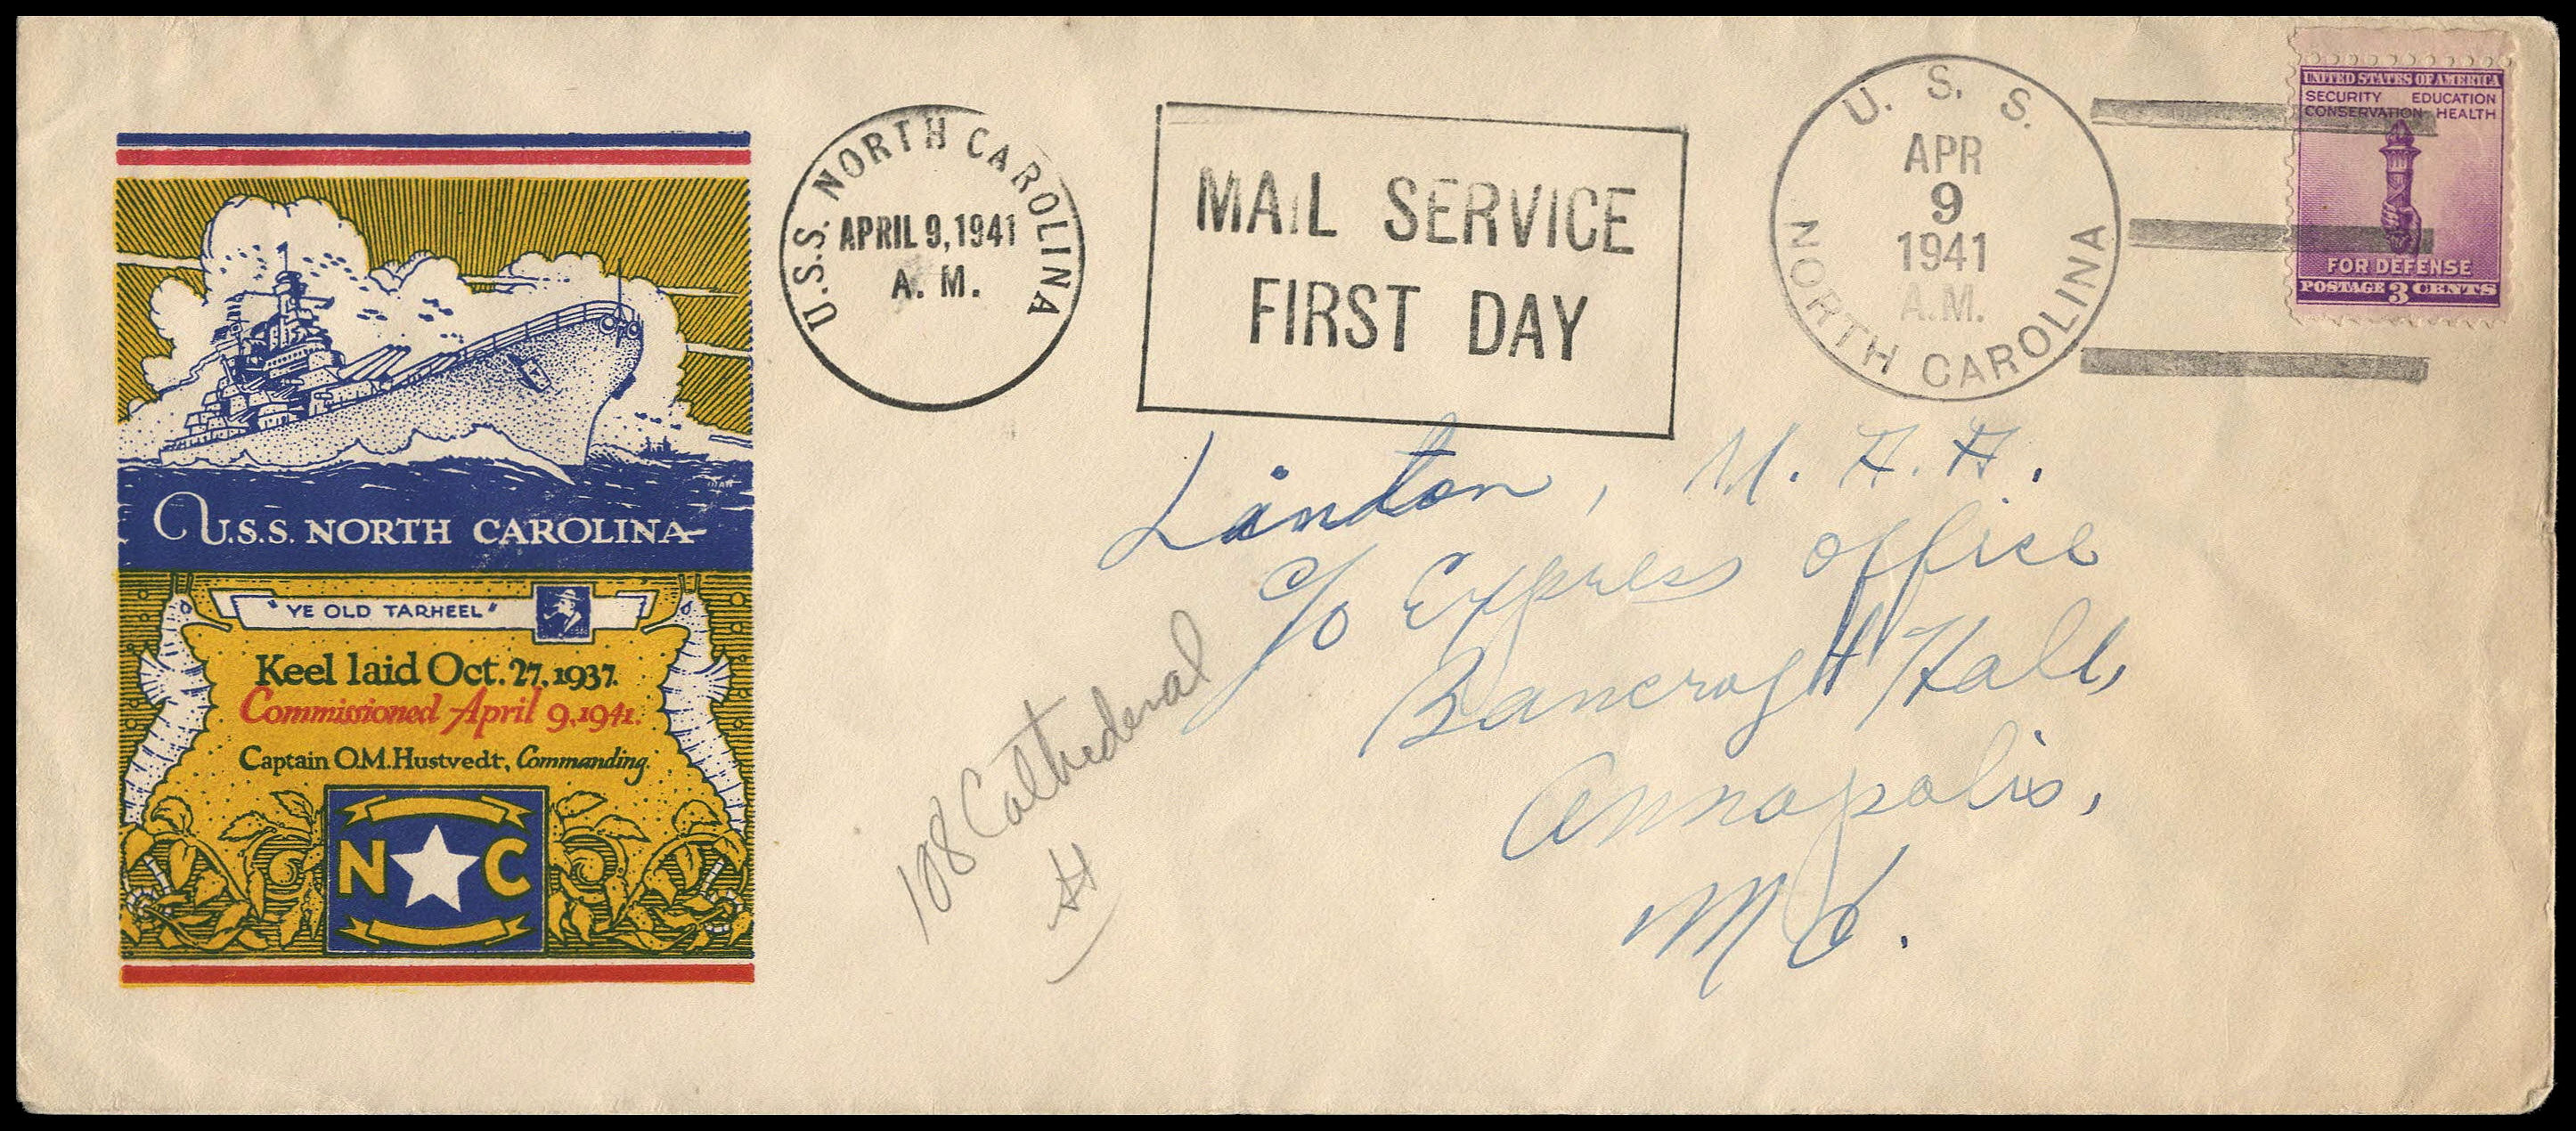 U.S.S. NORTH CAROLINA
APRIL 9, 1941
A. M.
MAIL SERVICE
FIRST DAY
U. S. S.
APR
9
1941
A.M.
NORTH CAROLINA
UNITED STATES OF AMERICA
SECURITY EDUCATION
CONSERVATION HEALTH
FOR DEFENSE
POSTAGE 3 CENTS
U.S.S. NORTH CAROLINA
"YE OLD TARHEEL"
Keel laid Oct. 27, 1937.
Commissioned April 9, 1941.
Captain O.M. Hustvedt, Commanding.
N C
Linton, M. F. F.
c/o Express Office
Bancroft Hall,
Annapolis,
Md.
108 Cathederal
St